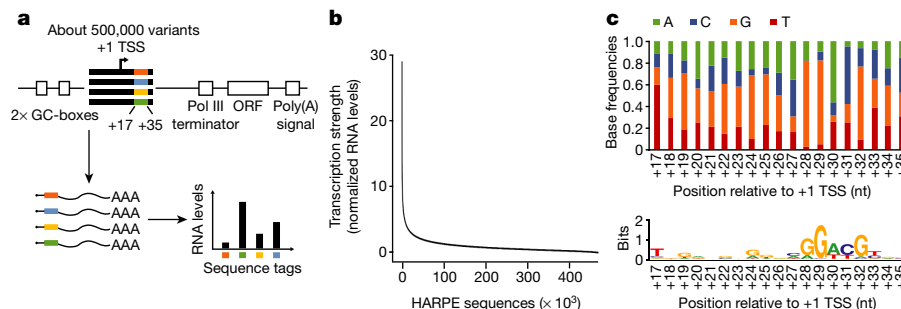 a
About 500,000 variants
+1 TSS
2× GC-boxes
+17 +35
Pol III
terminator
ORF
Poly(A)
signal
AAA
AAA
AAA
AAA
RNA levels
Sequence tags
b
Transcription strength
(normalized RNA levels)
30
20
10
0
0 100 200 300 400
HARPE sequences (× 10³)
c
A C G T
Base frequencies
1.0
0.8
0.6
0.4
0.2
0
+17 +18 +19 +20 +21 +22 +23 +24 +25 +26 +27 +28 +29 +30 +31 +32 +33 +34 +35
Position relative to +1 TSS (nt)
Bits
2
1
0
T G G G G A C G T
+17 +18 +19 +20 +21 +22 +23 +24 +25 +26 +27 +28 +29 +30 +31 +32 +33 +34 +35
Position relative to +1 TSS (nt)